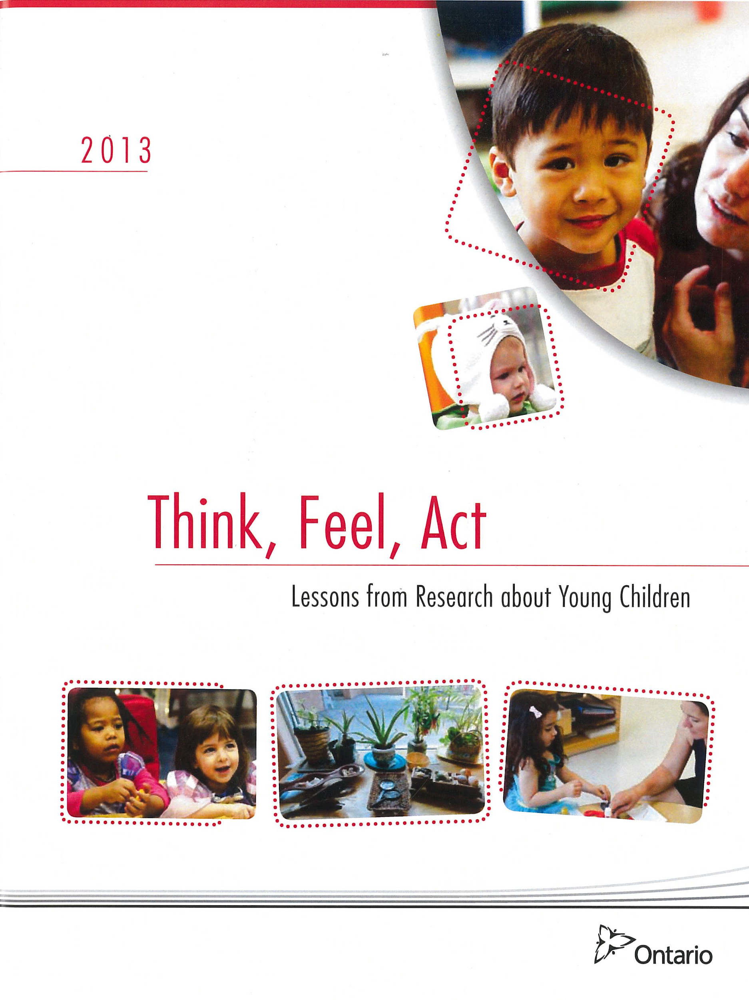 2013
Think, Feel, Act
Lessons from Research about Young Children
Ontario